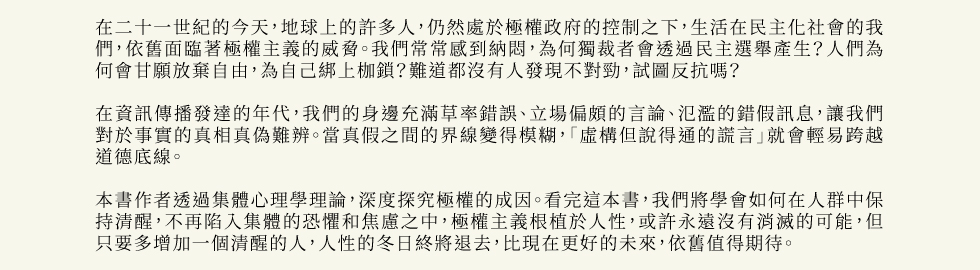 在二十一世紀的今天，地球上的許多人，仍然處於極權政府的控制之下，生活在民主化社會的我
們，依舊面臨著極權主義的威脅。我們常常感到納悶，為何獨裁者會透過民主選舉產生？人們為
何會甘願放棄自由，為自己綁上枷鎖？難道都沒有人發現不對勁，試圖反抗嗎？
在資訊傳播發達的年代，我們的身邊充滿草率錯誤、立場偏頗的言論、氾濫的錯假訊息，讓我們
對於事實的真相真偽難辨。當真假之間的界線變得模糊，「虛構但說得通的謊言」就會輕易跨越
道德底線。
本書作者透過集體心理學理論，深度探究極權的成因。看完這本書，我們將學會如何在人群中保
持清醒，不再陷入集體的恐懼和焦慮之中，極權主義根植於人性，或許永遠沒有消滅的可能，但
只要多增加一個清醒的人，人性的冬日終將退去，比現在更好的未來，依舊值得期待。